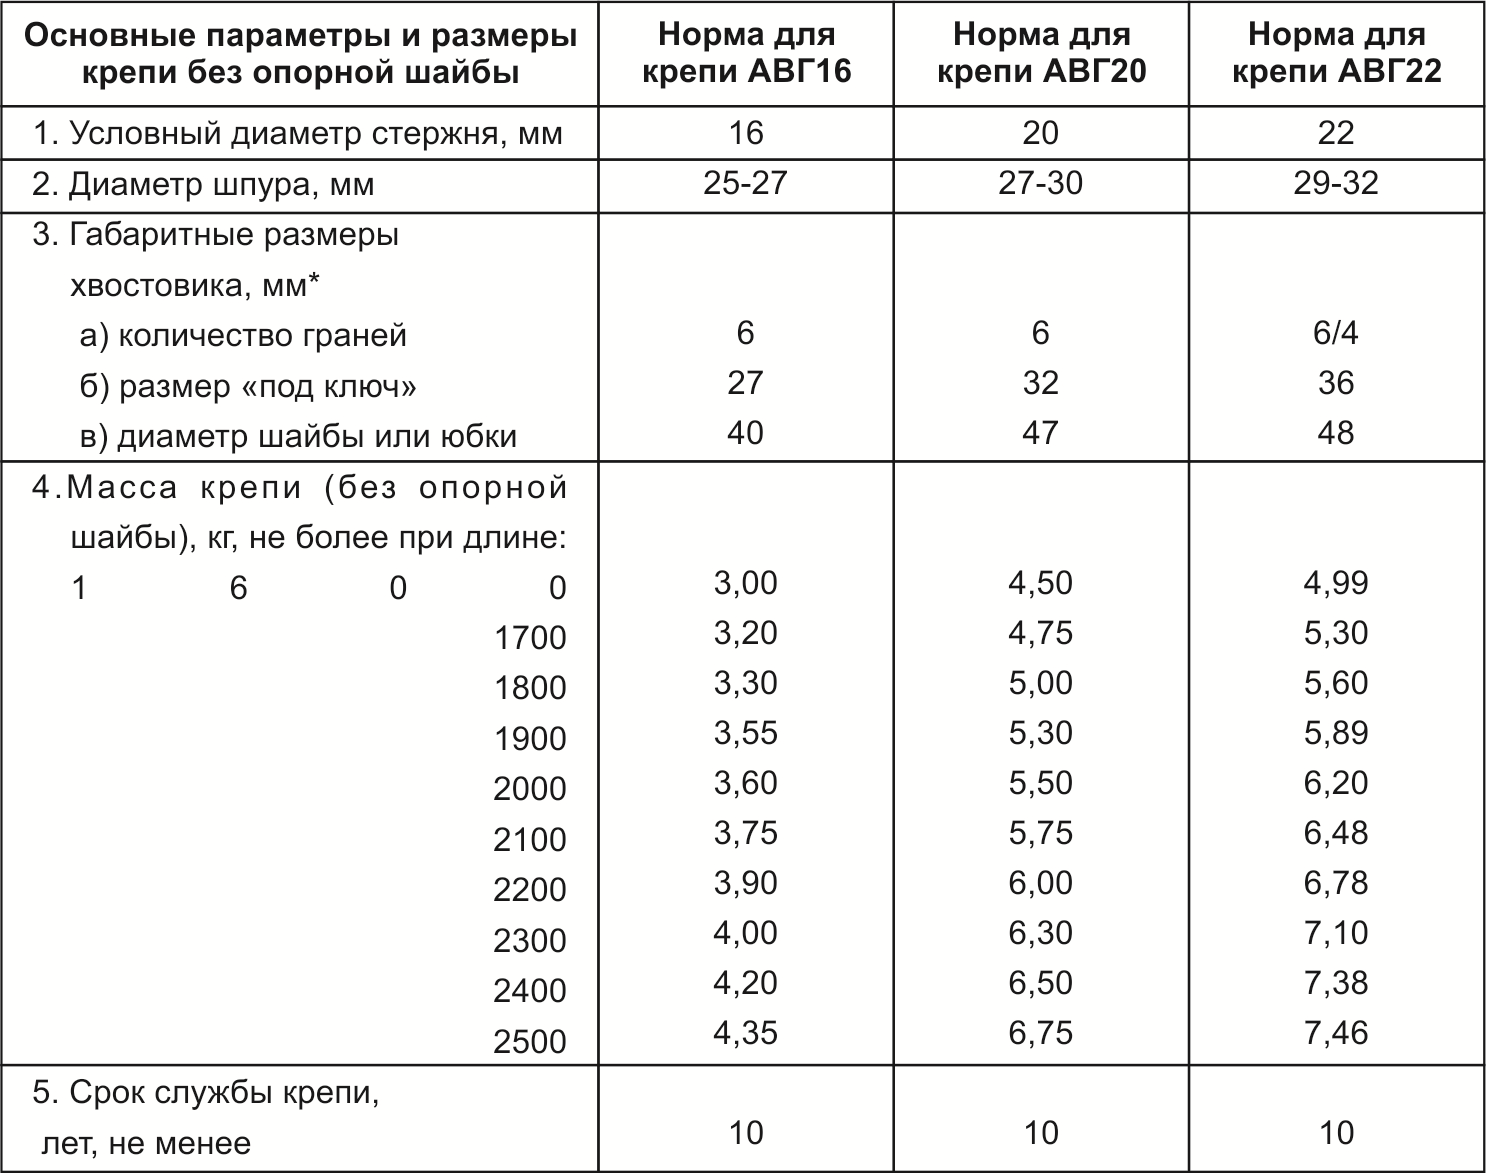 Основные параметры и размеры крепи без опорной шайбы | Норма для крепи АВГ16 | Норма для крепи АВГ20 | Норма для крепи АВГ22
1. Условный диаметр стержня, мм | 16 | 20 | 22
2. Диаметр шпура, мм | 25-27 | 27-30 | 29-32
3. Габаритные размеры
хвостовика, мм*
а) количество граней | 6 | 6 | 6/4
б) размер «под ключ» | 27 | 32 | 36
в) диаметр шайбы или юбки | 40 | 47 | 48
4.Масса крепи (без опорной
шайбы), кг, не более при длине:
1 6 0 0 | 3,00 | 4,50 | 4,99
1700 | 3,20 | 4,75 | 5,30
1800 | 3,30 | 5,00 | 5,60
1900 | 3,55 | 5,30 | 5,89
2000 | 3,60 | 5,50 | 6,20
2100 | 3,75 | 5,75 | 6,48
2200 | 3,90 | 6,00 | 6,78
2300 | 4,00 | 6,30 | 7,10
2400 | 4,20 | 6,50 | 7,38
2500 | 4,35 | 6,75 | 7,46
5. Срок службы крепи,
лет, не менее | 10 | 10 | 10